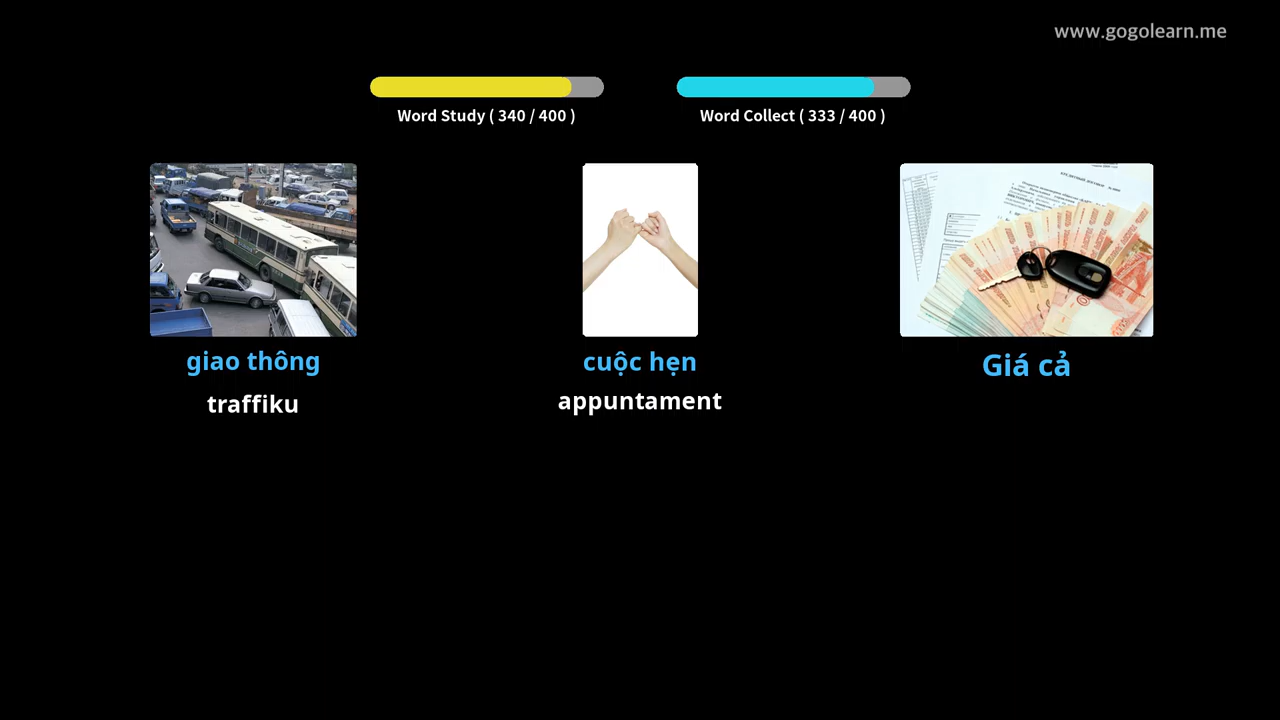 www.gogolearn.me
Word Study ( 340 / 400 )
Word Collect ( 333 / 400 )
giao thông
traffiku
cuộc hẹn
appuntament
Giá cả